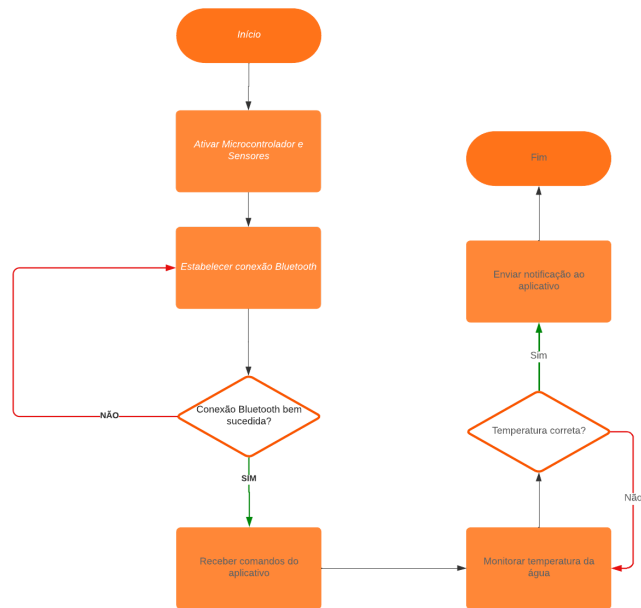 Início
Ativar Microcontrolador e
Sensores
Estabelecer conexão Bluetooth
NÃO
Conexão Bluetooth bem
sucedida?
SIM
Receber comandos do
aplicativo
Monitorar temperatura da
água
Temperatura correta?
Não
Sim
Enviar notificação ao
aplicativo
Fim